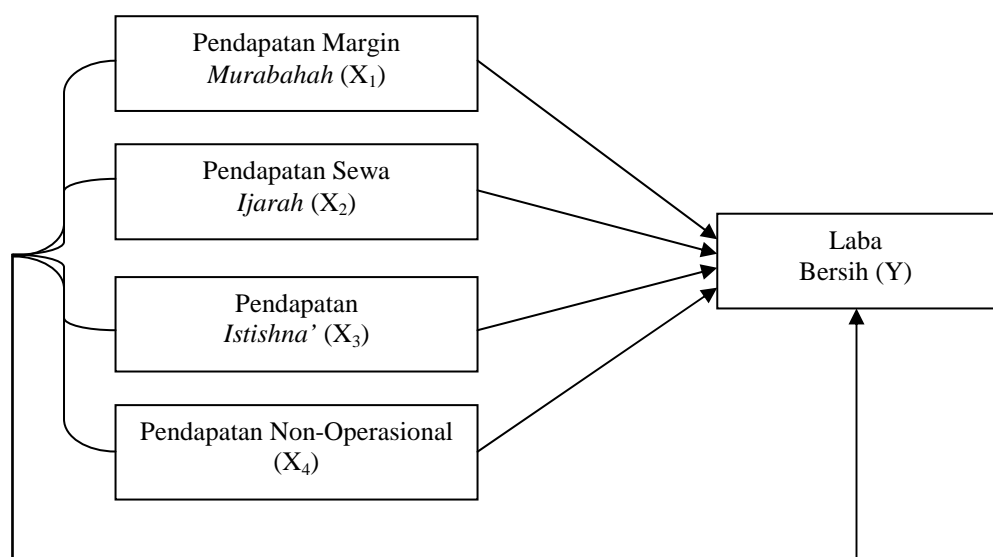 Pendapatan Margin
Murabahah (X₁)
Pendapatan Sewa
Ijarah (X₂)
Pendapatan
Istishna’ (X₃)
Pendapatan Non-Operasional
(X₄)
Laba
Bersih (Y)